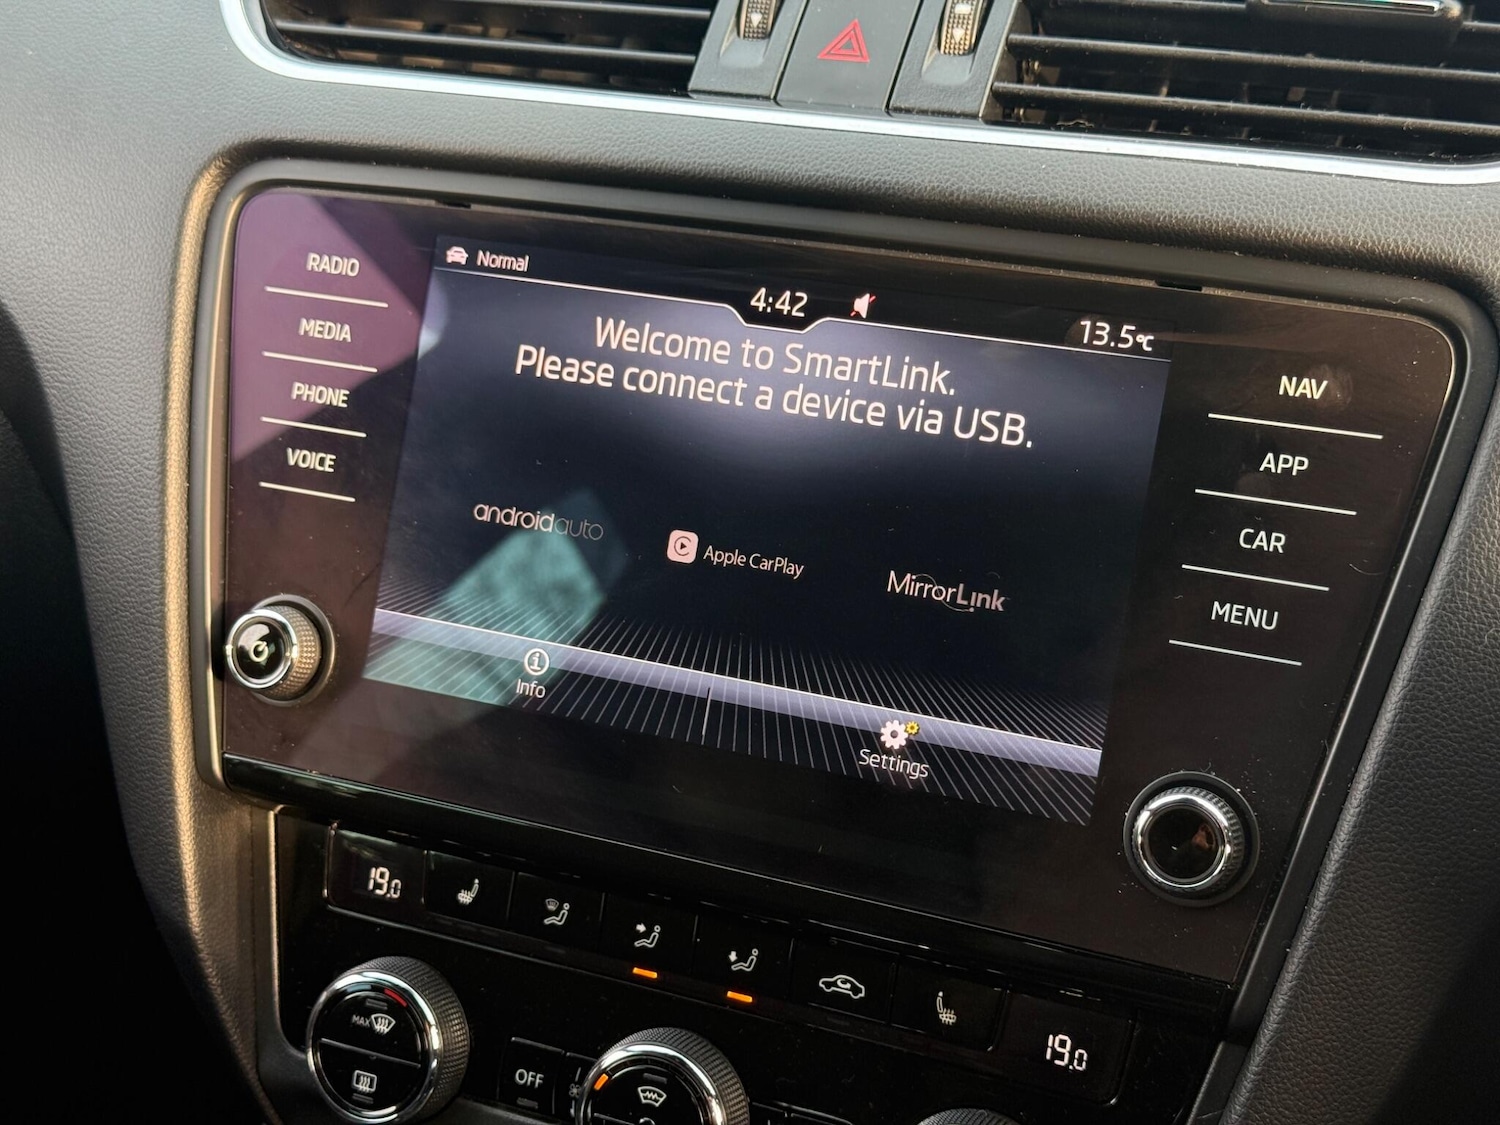 Normal
4:42
13.5°C
Welcome to SmartLink.
Please connect a device via USB.
androidauto
Apple CarPlay
MirrorLink
Info
Settings
RADIO
MEDIA
PHONE
VOICE
NAV
APP
CAR
MENU
19.0
19.0
MAX
OFF